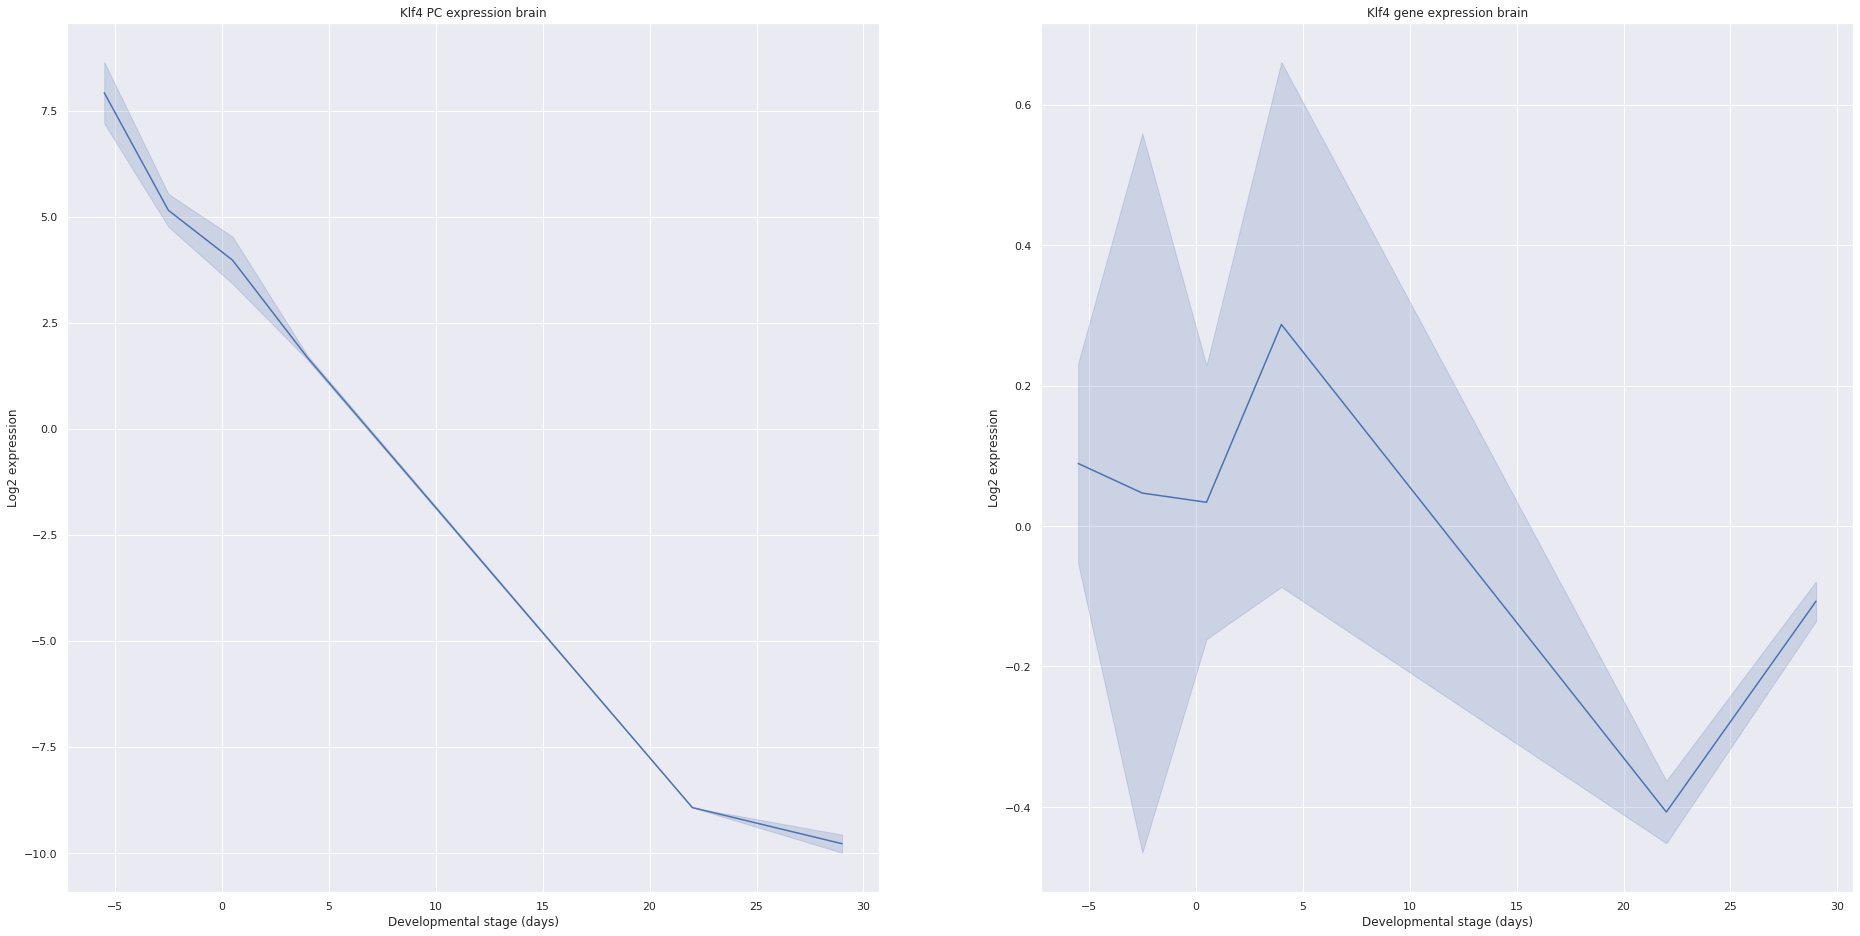 Klf4 PC expression brain
7.5
5.0
2.5
0.0
−2.5
−5.0
−7.5
−10.0
Log2 expression
−5 0 5 10 15 20 25 30
Developmental stage (days)
Klf4 gene expression brain
0.6
0.4
0.2
0.0
−0.2
−0.4
Log2 expression
−5 0 5 10 15 20 25 30
Developmental stage (days)